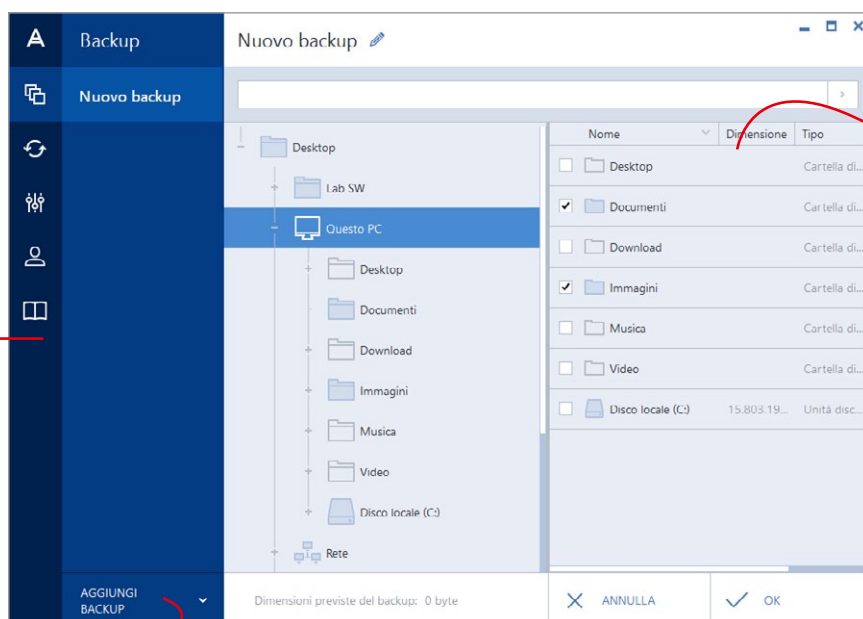 Backup
Nuovo backup
Nuovo backup
Desktop
Lab SW
Questo PC
Desktop
Documenti
Download
Immagini
Musica
Video
Disco locale (C:)
Rete
Nome Dimensione Tipo
Desktop Cartella di...
Documenti Cartella di...
Download Cartella di...
Immagini Cartella di...
Musica Cartella di...
Video Cartella di...
Disco locale (C:) 15.803.19... Unità disc...
AGGIUNGI
BACKUP
Dimensioni previste del backup: 0 byte
ANNULLA
OK